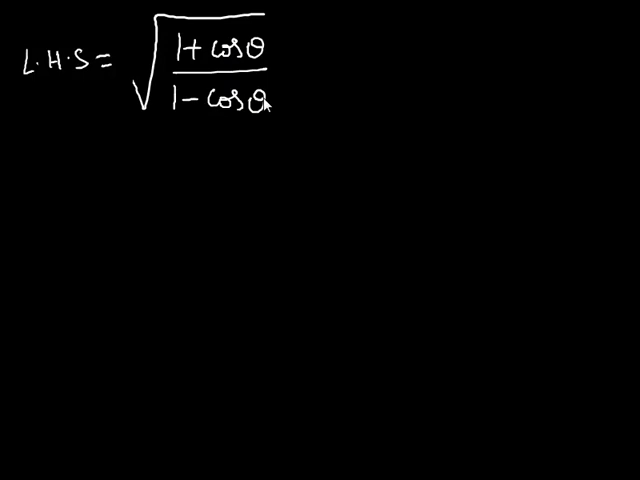 L.H.S = √((1 + cosθ)/(1 - cosθ))